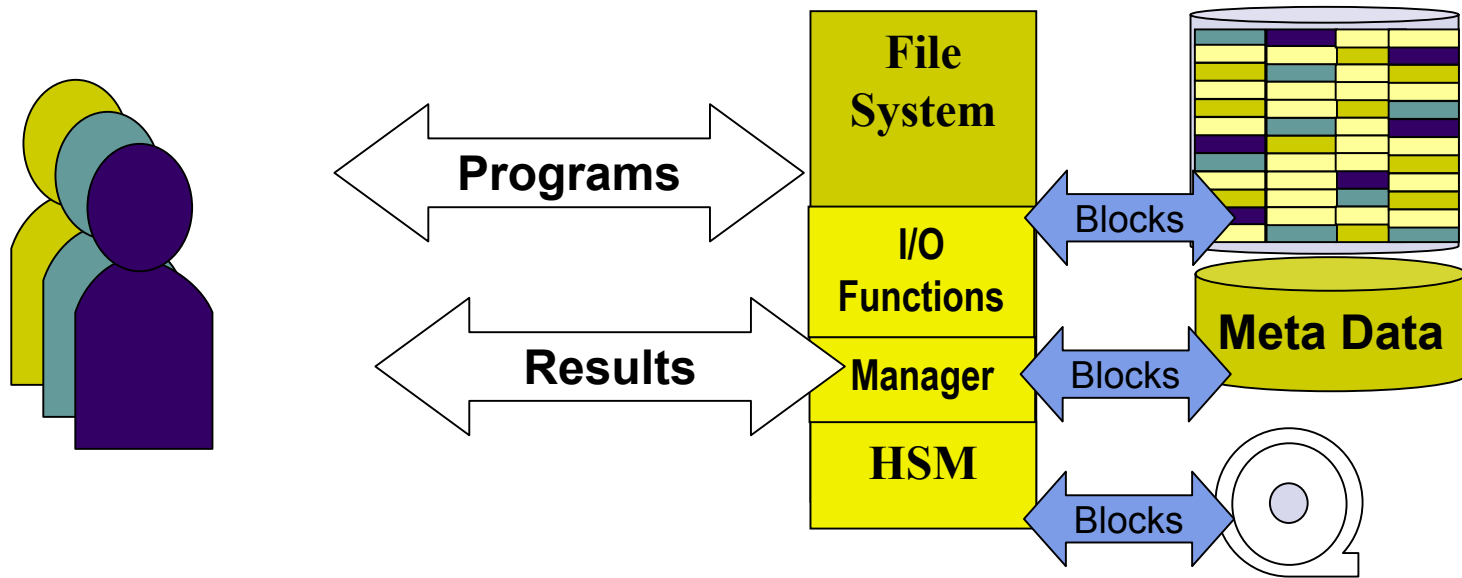 File
System
Programs
Blocks
I/O
Functions
Meta Data
Results
Manager
Blocks
HSM
Blocks